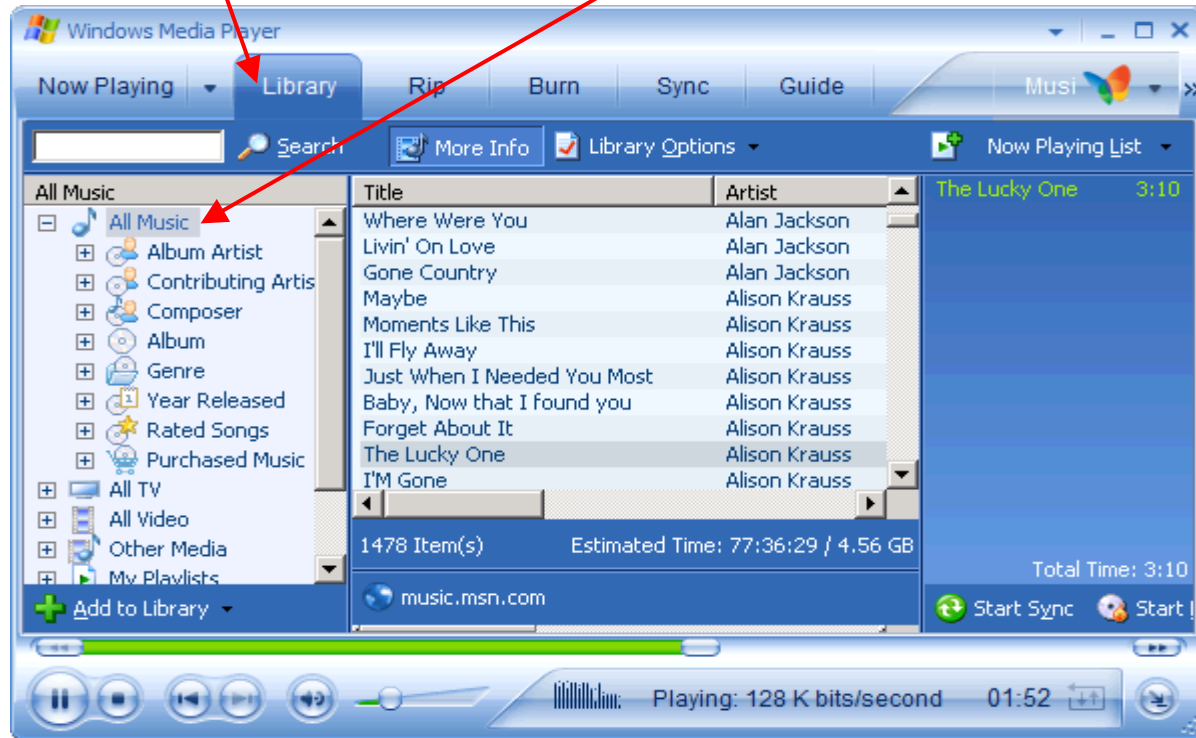 Windows Media Player
Now Playing Library Rip Burn Sync Guide Musi
Search More Info Library Options Now Playing List
All Music Title Artist The Lucky One 3:10
All Music Where Were You Alan Jackson
Album Artist Livin' On Love Alan Jackson
Contributing Artis Gone Country Alan Jackson
Composer Maybe Alison Krauss
Album Moments Like This Alison Krauss
Genre I'll Fly Away Alison Krauss
Year Released Just When I Needed You Most Alison Krauss
Rated Songs Baby, Now that I found you Alison Krauss
Purchased Music Forget About It Alison Krauss
All TV The Lucky One Alison Krauss
All Video I'M Gone Alison Krauss
Other Media 1478 Item(s) Estimated Time: 77:36:29 / 4.56 GB
My Playlists Total Time: 3:10
Add to Library music.msn.com Start Sync Start
Playing: 128 K bits/second 01:52